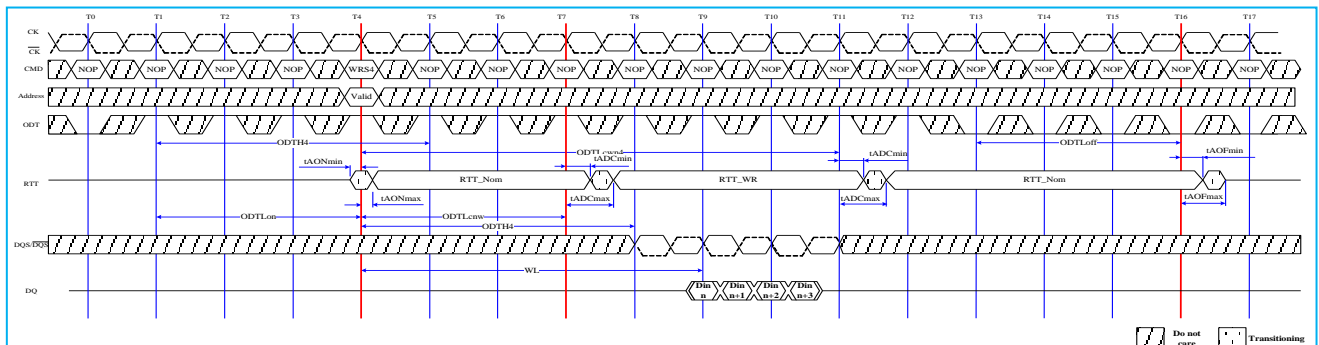 T0 T1 T2 T3 T4 T5 T6 T7 T8 T9 T10 T11 T12 T13 T14 T15 T16 T17
CK
CK
CMD NOP NOP NOP NOP WRS4 NOP NOP NOP NOP NOP NOP NOP NOP NOP NOP NOP NOP NOP
Address Valid
ODT
ODTH4 ODTLcwn4 ODTLoff
tAONmin tADCmin tADCmin tAOFmin
RTT RTT_Nom RTT_WR RTT_Nom
tAONmax tADCmax tADCmax tAOFmax
ODTLon ODTLcnw
ODTH4
DQS/DQS
WL
DQ Din n Din n+1 Din n+2 Din n+3
Do not care Transitioning